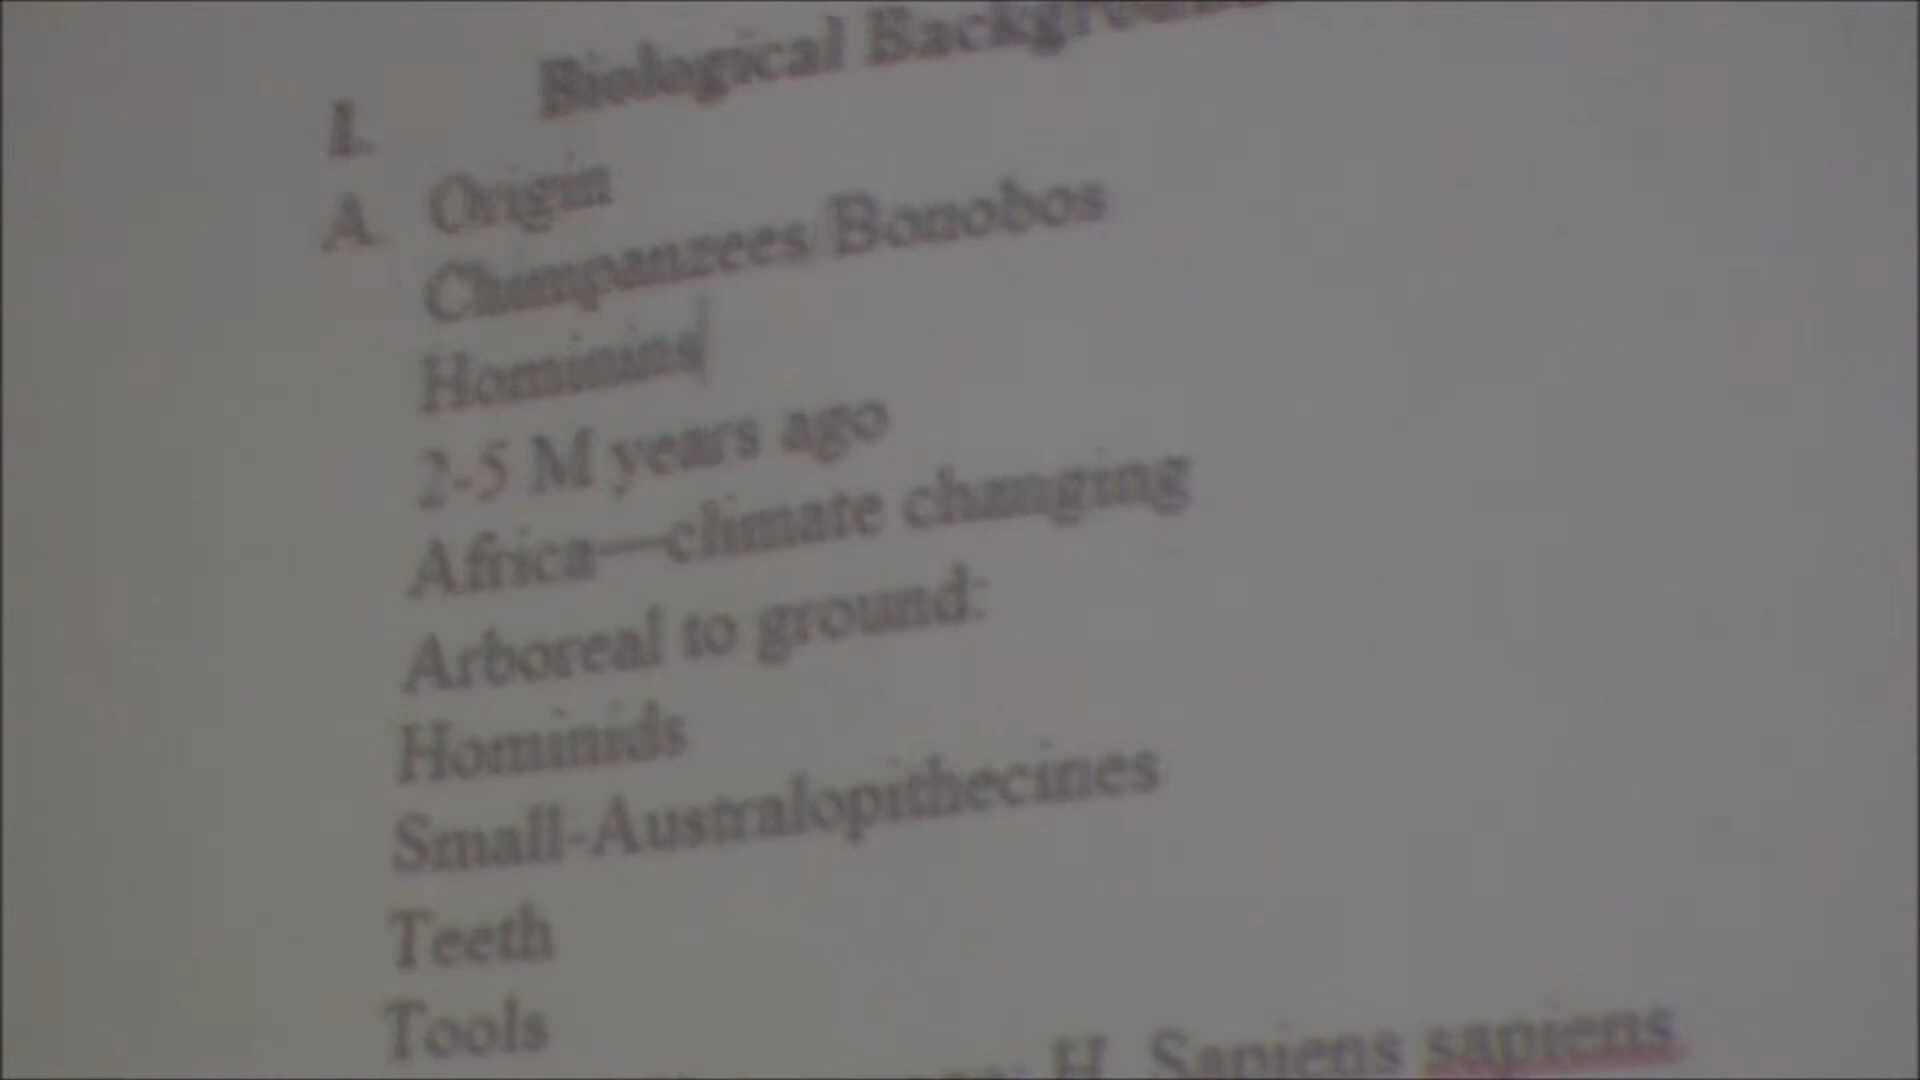 I. Biological Background
A. Origin
Chimpanzees/Bonobos
Hominins
2-5 M years ago
Africa—climate changing
Arboreal to ground:
Hominids
Small-Australopithecines
Teeth
Tools
H. Sapiens sapiens